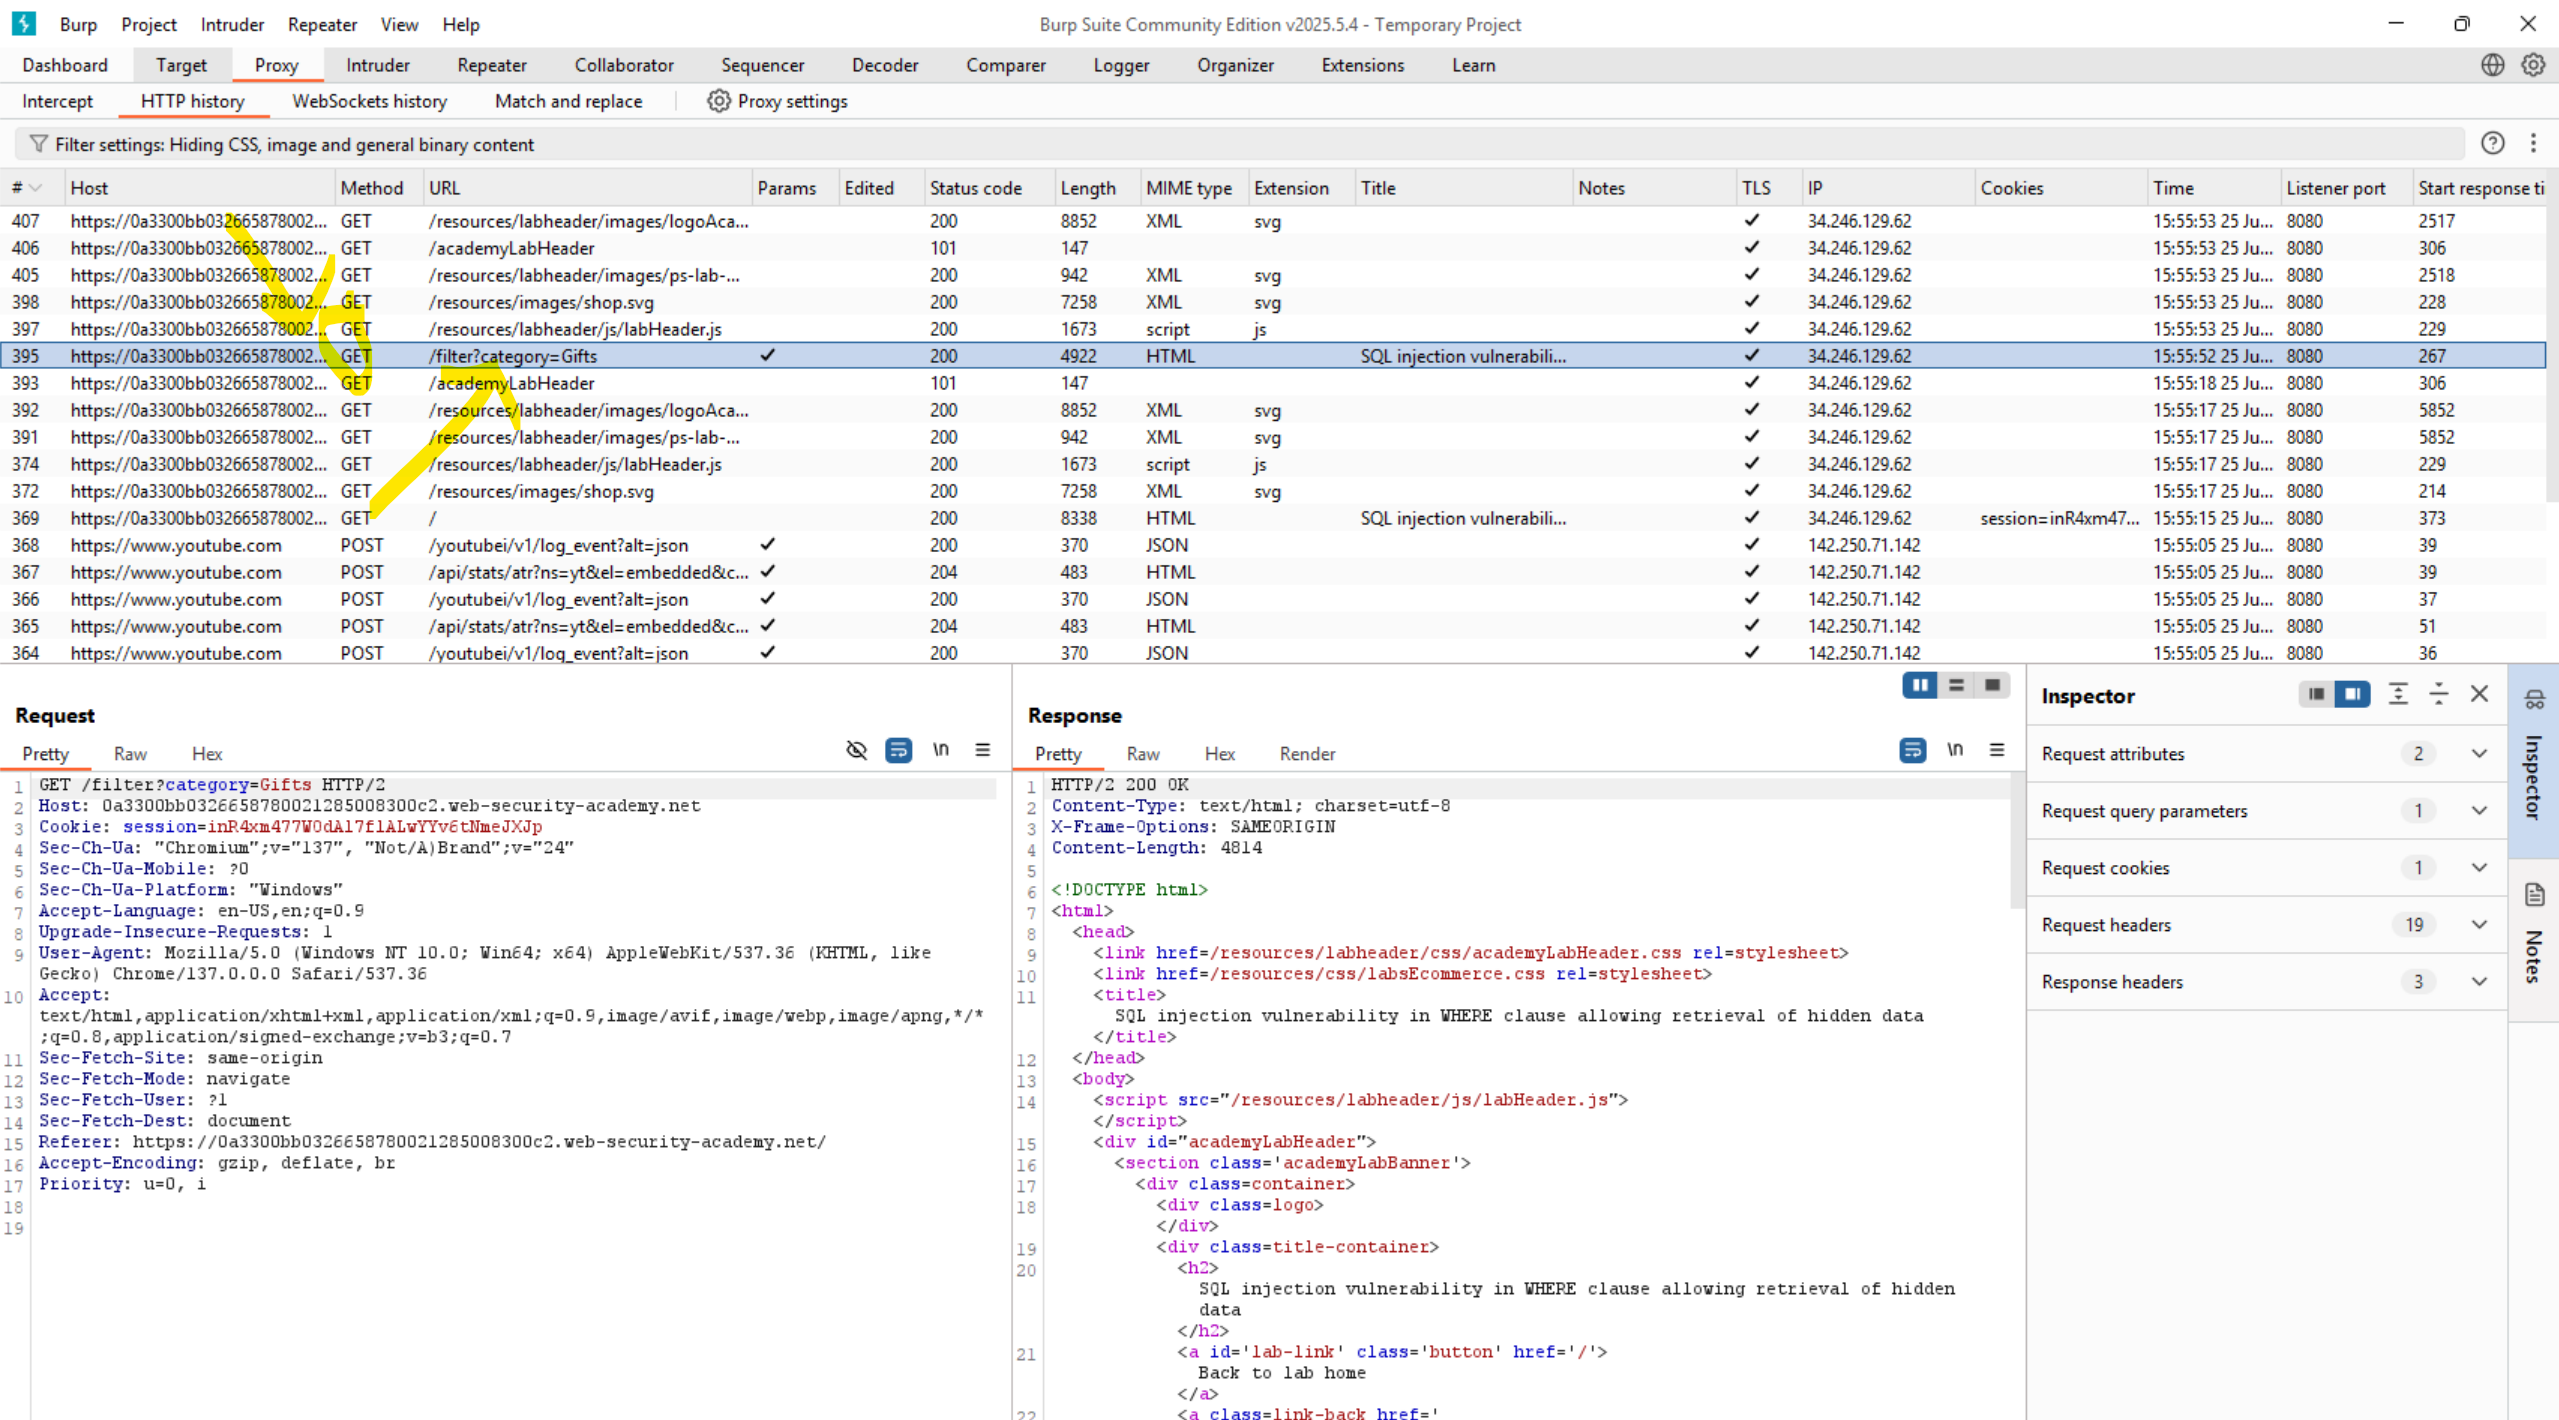 Burp Project Intruder Repeater View Help Burp Suite Community Edition v2025.5.4 - Temporary Project
Dashboard Target Proxy Intruder Repeater Collaborator Sequencer Decoder Comparer Logger Organizer Extensions Learn
Intercept HTTP history WebSockets history Match and replace Proxy settings
Filter settings: Hiding CSS, image and general binary content
# Host Method URL Params Edited Status code Length MIME type Extension Title Notes TLS IP Cookies Time Listener port Start response ti
407 https://0a3300bb032665878002... GET /resources/labheader/images/logoAca... 200 8852 XML svg ✓ 34.246.129.62 15:55:53 25 Ju... 8080 2517
406 https://0a3300bb032665878002... GET /academyLabHeader 101 147 ✓ 34.246.129.62 15:55:53 25 Ju... 8080 306
405 https://0a3300bb032665878002... GET /resources/labheader/images/ps-lab-... 200 942 XML svg ✓ 34.246.129.62 15:55:53 25 Ju... 8080 2518
398 https://0a3300bb032665878002... GET /resources/images/shop.svg 200 7258 XML svg ✓ 34.246.129.62 15:55:53 25 Ju... 8080 228
397 https://0a3300bb032665878002... GET /resources/labheader/js/labHeader.js 200 1673 script js ✓ 34.246.129.62 15:55:53 25 Ju... 8080 229
395 https://0a3300bb032665878002... GET /filter?category=Gifts ✓ 200 4922 HTML SQL injection vulnerabili... ✓ 34.246.129.62 15:55:52 25 Ju... 8080 267
393 https://0a3300bb032665878002... GET /academyLabHeader 101 147 ✓ 34.246.129.62 15:55:18 25 Ju... 8080 306
392 https://0a3300bb032665878002... GET /resources/labheader/images/logoAca... 200 8852 XML svg ✓ 34.246.129.62 15:55:17 25 Ju... 8080 5852
391 https://0a3300bb032665878002... GET /resources/labheader/images/ps-lab-... 200 942 XML svg ✓ 34.246.129.62 15:55:17 25 Ju... 8080 5852
374 https://0a3300bb032665878002... GET /resources/labheader/js/labHeader.js 200 1673 script js ✓ 34.246.129.62 15:55:17 25 Ju... 8080 229
372 https://0a3300bb032665878002... GET /resources/images/shop.svg 200 7258 XML svg ✓ 34.246.129.62 15:55:17 25 Ju... 8080 214
369 https://0a3300bb032665878002... GET / 200 8338 HTML SQL injection vulnerabili... ✓ 34.246.129.62 session=inR4xm47... 15:55:15 25 Ju... 8080 373
368 https://www.youtube.com POST /youtubei/v1/log_event?alt=json ✓ 200 370 JSON ✓ 142.250.71.142 15:55:05 25 Ju... 8080 39
367 https://www.youtube.com POST /api/stats/atr?ns=yt&el=embedded&c... ✓ 204 483 HTML ✓ 142.250.71.142 15:55:05 25 Ju... 8080 39
366 https://www.youtube.com POST /youtubei/v1/log_event?alt=json ✓ 200 370 JSON ✓ 142.250.71.142 15:55:05 25 Ju... 8080 37
365 https://www.youtube.com POST /api/stats/atr?ns=yt&el=embedded&c... ✓ 204 483 HTML ✓ 142.250.71.142 15:55:05 25 Ju... 8080 51
364 https://www.youtube.com POST /youtubei/v1/log_event?alt=json ✓ 200 370 JSON ✓ 142.250.71.142 15:55:05 25 Ju... 8080 36
Request
Pretty Raw Hex \n
1 GET /filter?category=Gifts HTTP/2
2 Host: 0a3300bb0326658780021285008300c2.web-security-academy.net
3 Cookie: session=inR4xm477W0dAl7flALwYYv6tNmeJXJp
4 Sec-Ch-Ua: "Chromium";v="137", "Not/A)Brand";v="24"
5 Sec-Ch-Ua-Mobile: ?0
6 Sec-Ch-Ua-Platform: "Windows"
7 Accept-Language: en-US,en;q=0.9
8 Upgrade-Insecure-Requests: 1
9 User-Agent: Mozilla/5.0 (Windows NT 10.0; Win64; x64) AppleWebKit/537.36 (KHTML, like
Gecko) Chrome/137.0.0.0 Safari/537.36
10 Accept:
text/html,application/xhtml+xml,application/xml;q=0.9,image/avif,image/webp,image/apng,*/*
;q=0.8,application/signed-exchange;v=b3;q=0.7
11 Sec-Fetch-Site: same-origin
12 Sec-Fetch-Mode: navigate
13 Sec-Fetch-User: ?1
14 Sec-Fetch-Dest: document
15 Referer: https://0a3300bb0326658780021285008300c2.web-security-academy.net/
16 Accept-Encoding: gzip, deflate, br
17 Priority: u=0, i
18
19
Response
Pretty Raw Hex Render \n
1 HTTP/2 200 OK
2 Content-Type: text/html; charset=utf-8
3 X-Frame-Options: SAMEORIGIN
4 Content-Length: 4814
5
6 <!DOCTYPE html>
7 <html>
8 <head>
9 <link href=/resources/labheader/css/academyLabHeader.css rel=stylesheet>
10 <link href=/resources/css/labsEcommerce.css rel=stylesheet>
11 <title>
SQL injection vulnerability in WHERE clause allowing retrieval of hidden data
</title>
12 </head>
13 <body>
14 <script src="/resources/labheader/js/labHeader.js">
</script>
15 <div id="academyLabHeader">
16 <section class='academyLabBanner'>
17 <div class=container>
18 <div class=logo>
</div>
19 <div class=title-container>
20 <h2>
SQL injection vulnerability in WHERE clause allowing retrieval of hidden
data
</h2>
21 <a id='lab-link' class='button' href='/'>
Back to lab home
</a>
22 <a class=link-back href='
Inspector
Request attributes 2
Request query parameters 1
Request cookies 1
Request headers 19
Response headers 3
Inspector
Notes